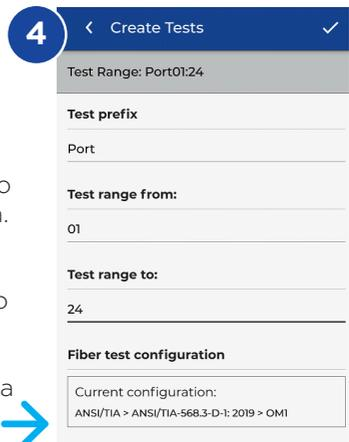 4
Create Tests
Test Range: Port01:24
Test prefix
Port
Test range from:
01
Test range to:
24
Fiber test configuration
Current configuration:
ANSI/TIA > ANSI/TIA-568.3-D-1: 2019 > OM1